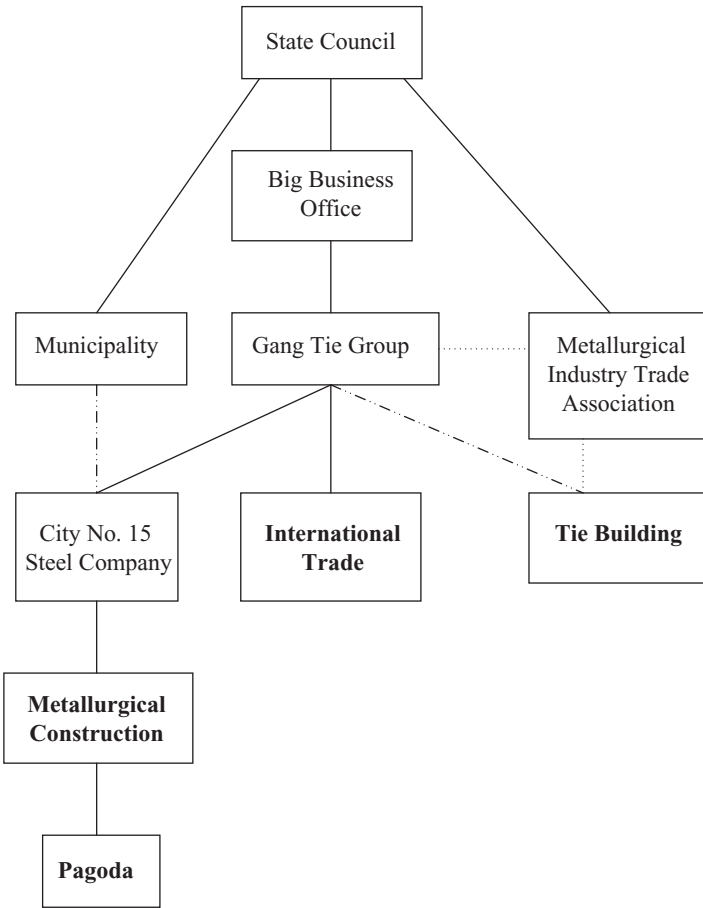 State Council
Big Business
Office
Municipality
Gang Tie Group
Metallurgical
Industry Trade
Association
City No. 15
Steel Company
International
Trade
Tie Building
Metallurgical
Construction
Pagoda